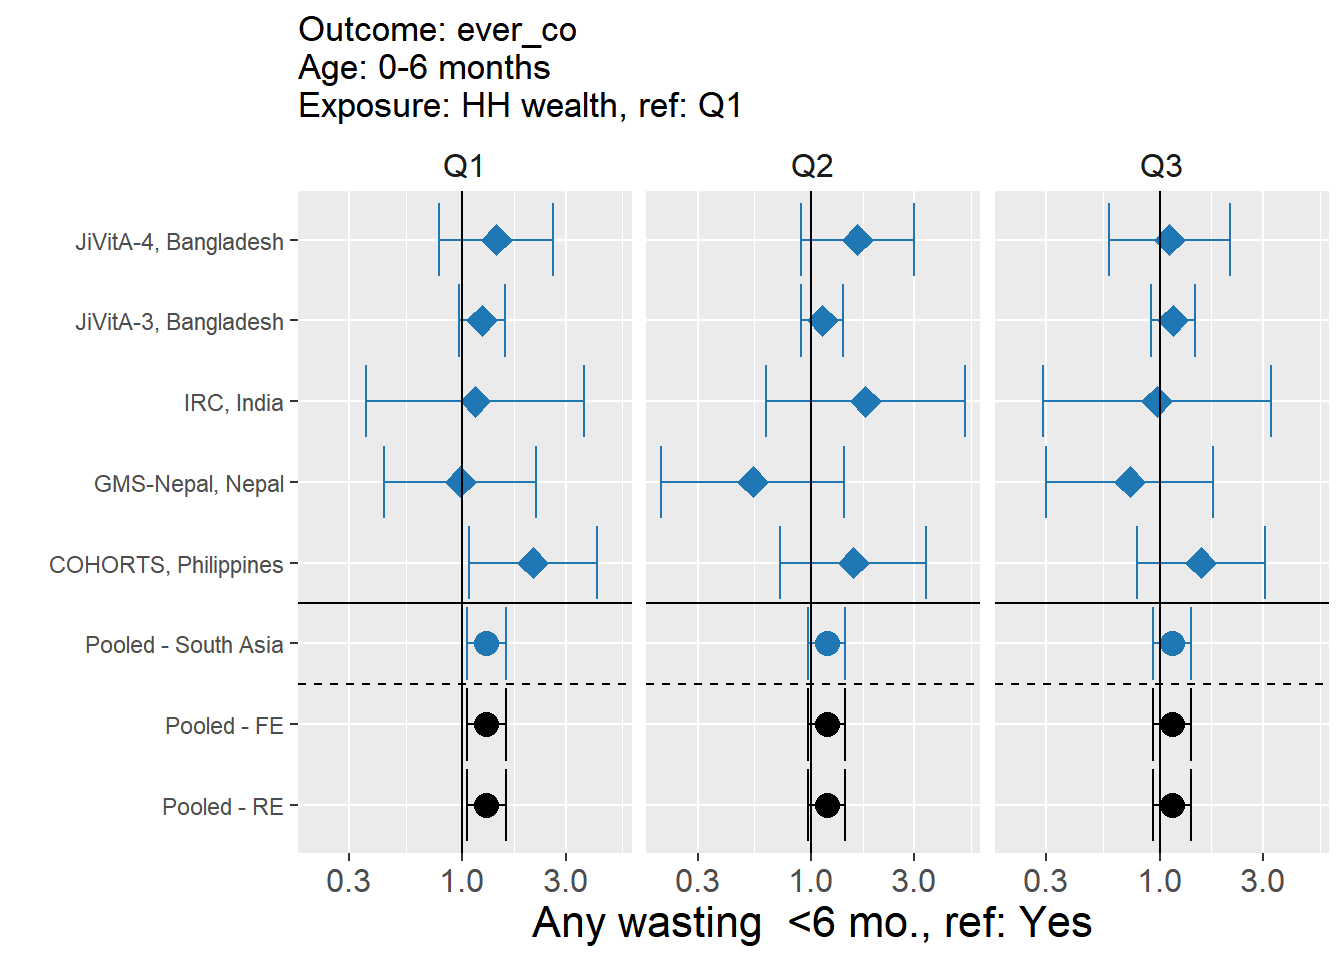 Outcome: ever_co
Age: 0-6 months
Exposure: HH wealth, ref: Q1
Q1 Q2 Q3
JiVitA-4, Bangladesh
JiVitA-3, Bangladesh
IRC, India
GMS-Nepal, Nepal
COHORTS, Philippines
Pooled - South Asia
Pooled - FE
Pooled - RE
0.3 1.0 3.0 0.3 1.0 3.0 0.3 1.0 3.0
Any wasting  <6 mo., ref: Yes